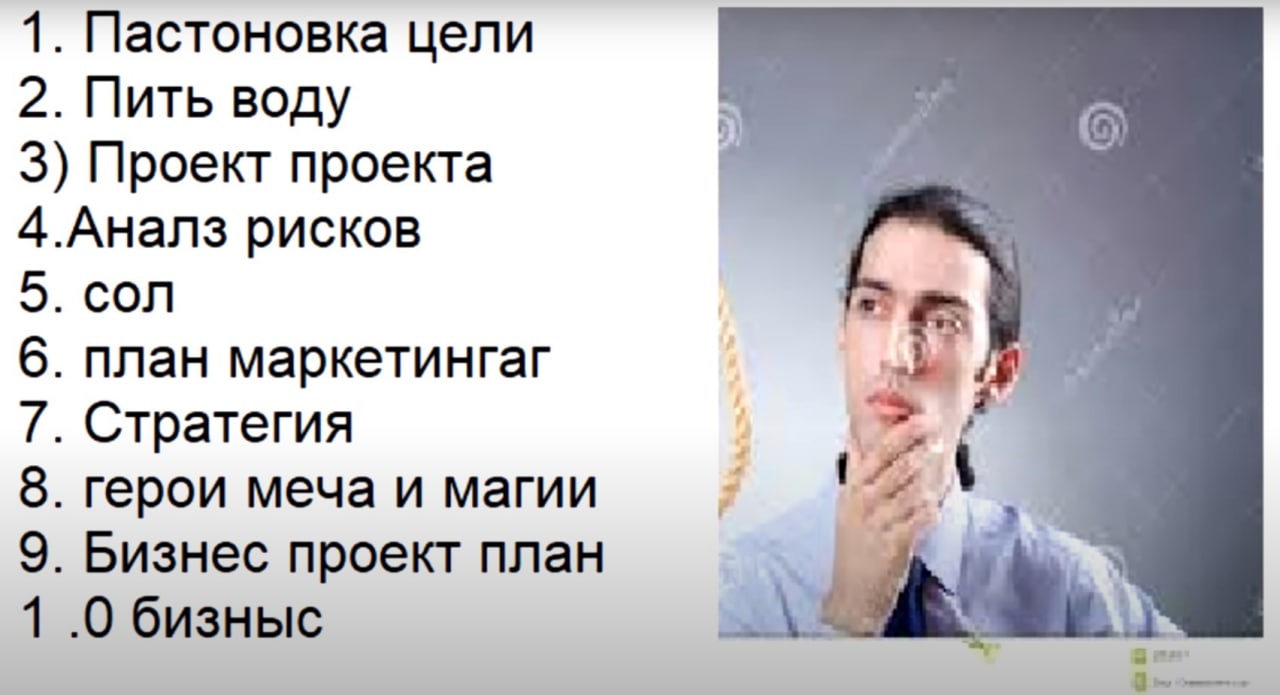 1. Пастоновка цели
2. Пить воду
3) Проект проекта
4.Аналз рисков
5. сол
6. план маркетингаг
7. Стратегия
8. герои меча и магии
9. Бизнес проект план
1 .0 бизныс